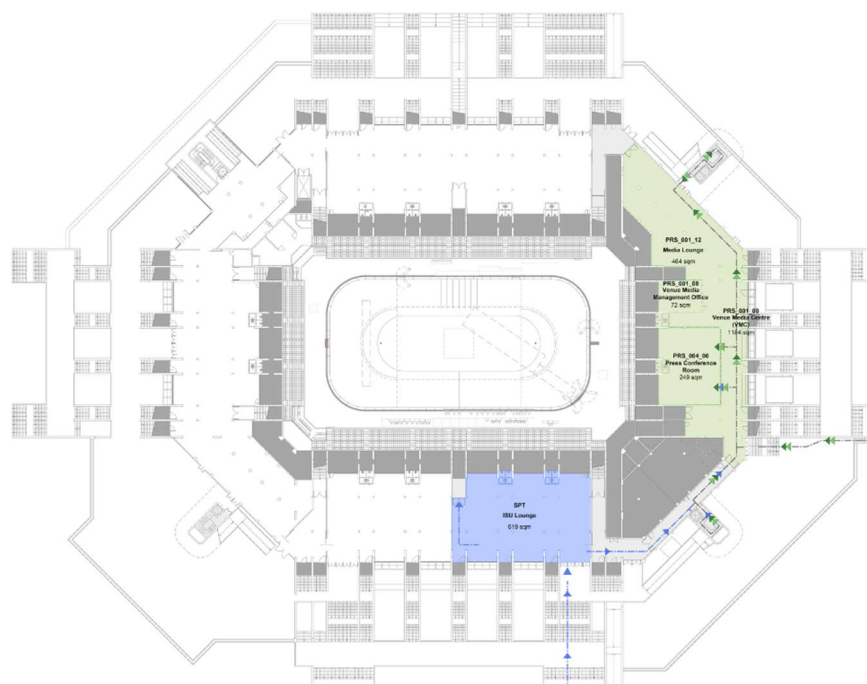 PRS_001_12
Media Lounge
464 sqm
PRS_001_08
Venue Media
Management Office
72 sqm
PRS_001_00
Venue Media Centre
(VMC)
PRS_004_06
Press Conference
Room
249 sqm
SPT
ISU Lounge
619 sqm